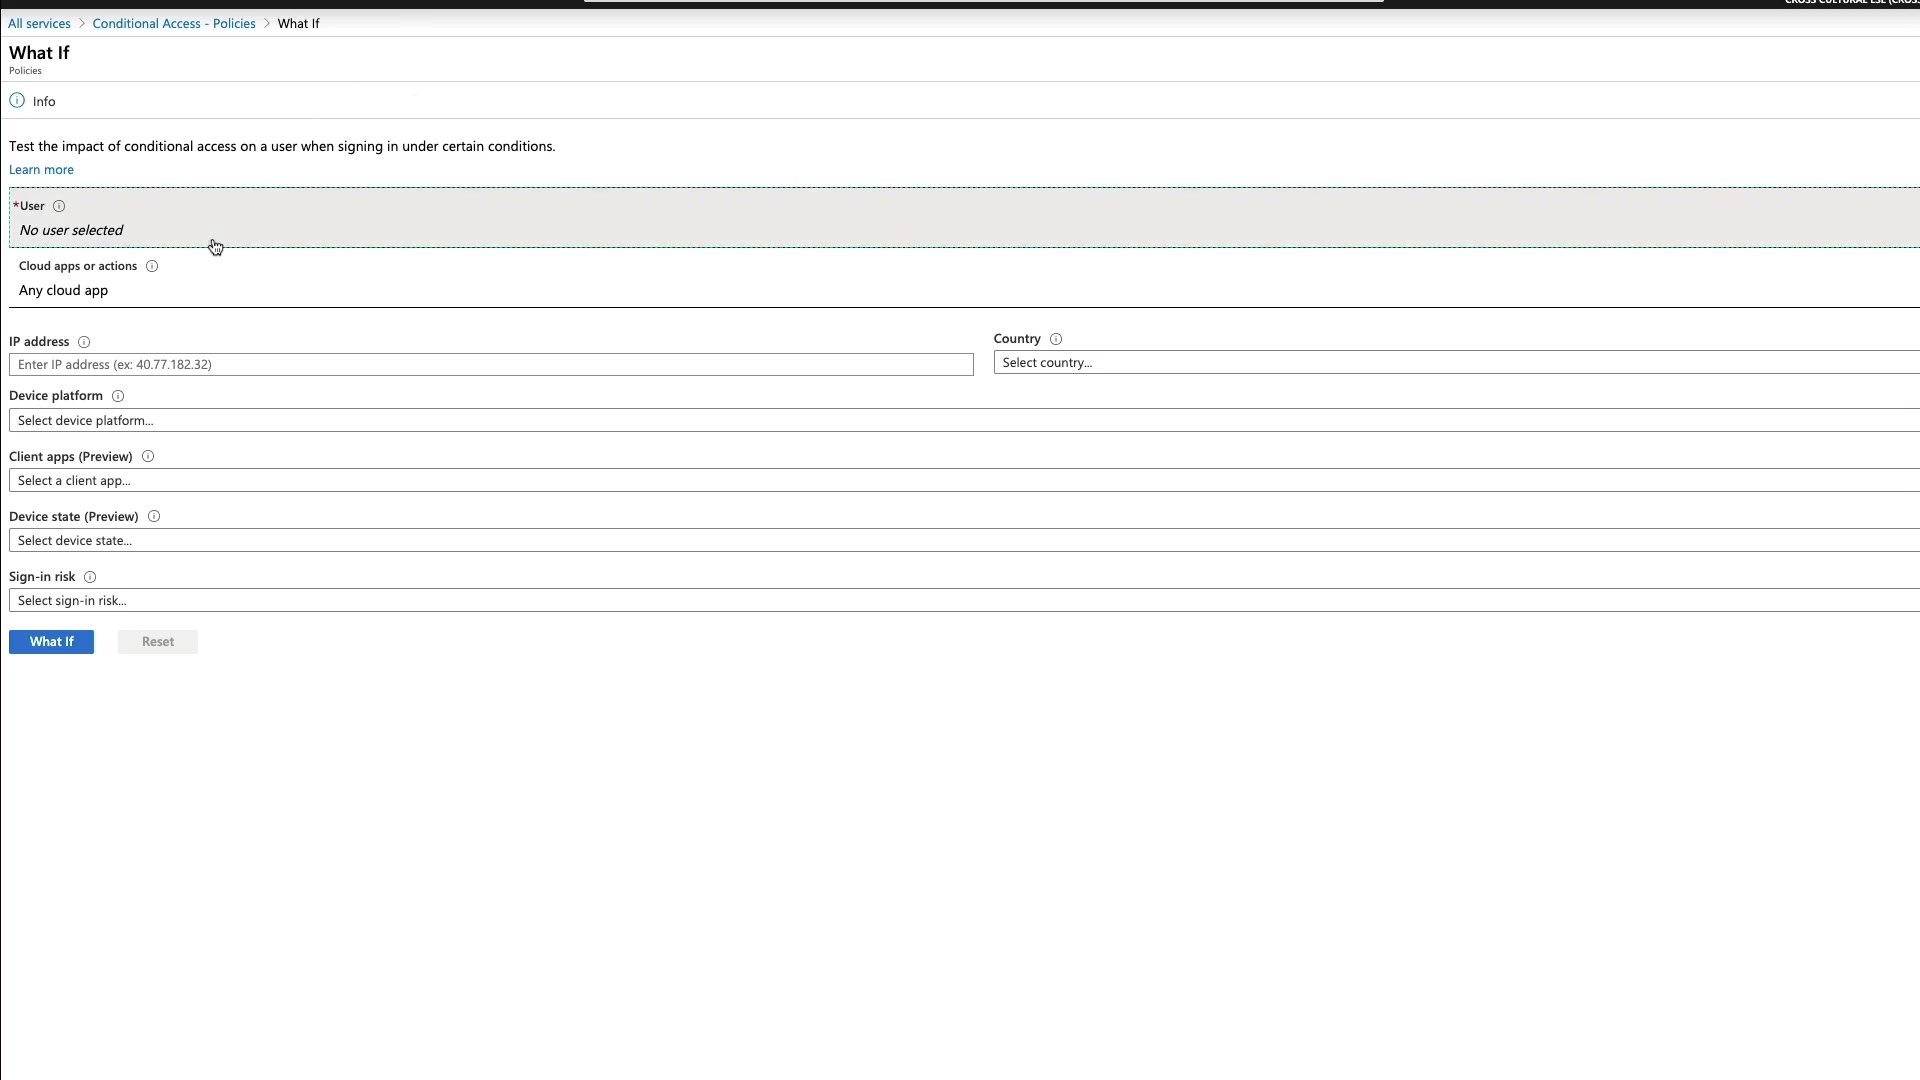 All services > Conditional Access - Policies > What If
What If
Policies
Info
Test the impact of conditional access on a user when signing in under certain conditions.
Learn more
*User
No user selected
Cloud apps or actions
Any cloud app
IP address
Country
Enter IP address (ex: 40.77.182.32)
Select country...
Device platform
Select device platform...
Client apps (Preview)
Select a client app...
Device state (Preview)
Select device state...
Sign-in risk
Select sign-in risk...
What If
Reset